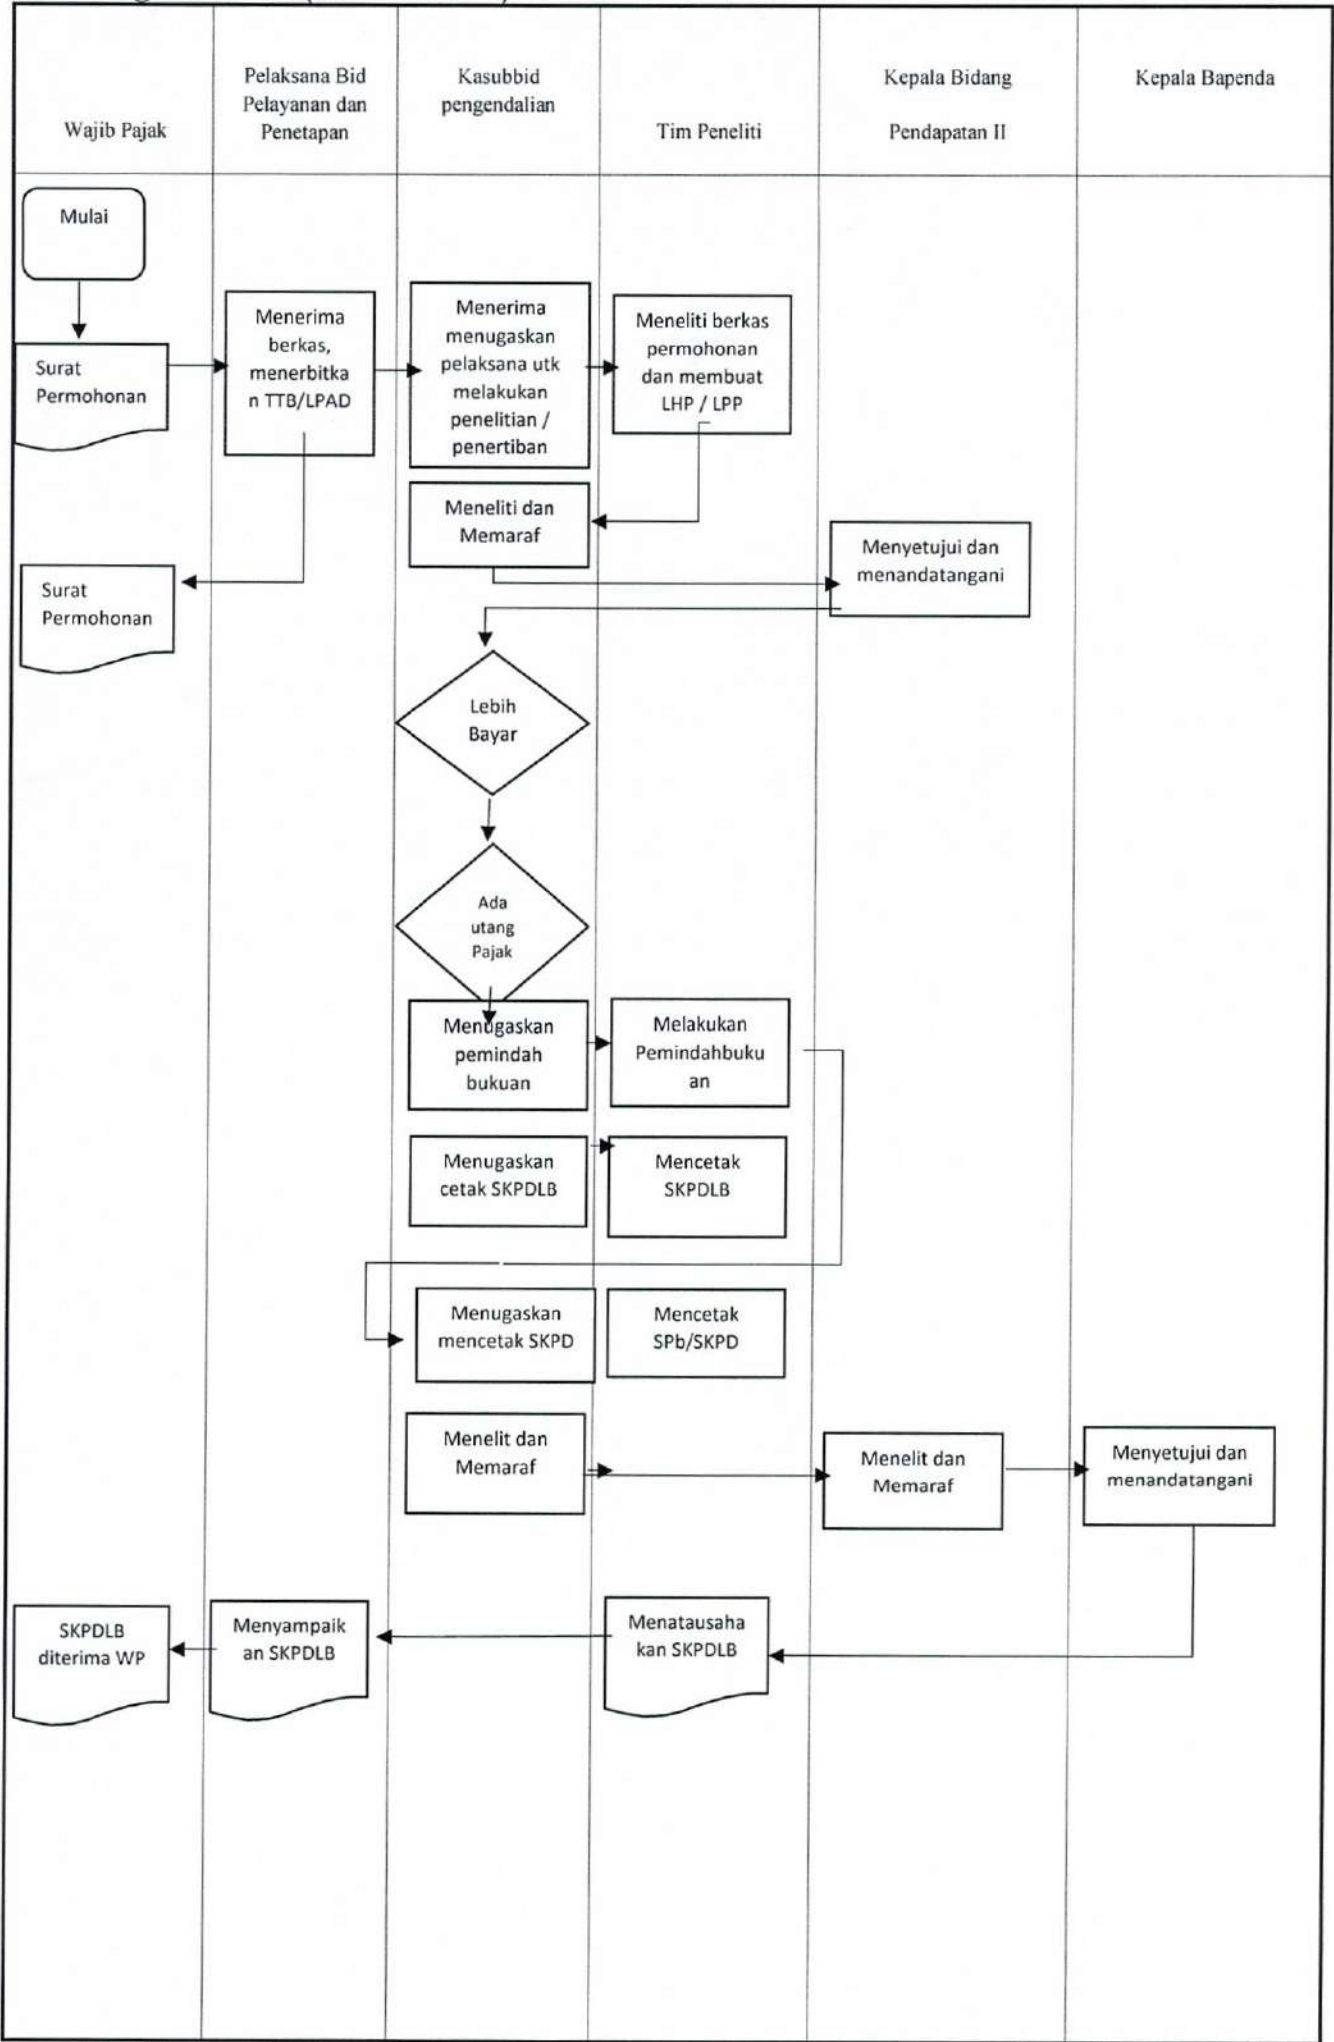 Pelaksana Bid
Pelayanan dan
Penetapan
Kasubbid
pengendalian
Kepala Bidang
Kepala Bapenda
Wajib Pajak
Tim Peneliti
Pendapatan II
Mulai
Surat
Permohonan
Menerima
berkas,
menerbitka
n TTB/LPAD
Menerima
menugaskan
pelaksana utk
melakukan
penelitian /
penertiban
Meneliti berkas
permohonan
dan membuat
LHP / LPP
Meneliti dan
Memaraf
Menyetujui dan
menandatangani
Surat
Permohonan
Lebih
Bayar
Ada
utang
Pajak
Menugaskan
pemindah
bukuan
Melakukan
Pemindahbuku
an
Menugaskan
cetak SKPDLB
Mencetak
SKPDLB
Menugaskan
mencetak SKPD
Mencetak
SPb/SKPD
Menelit dan
Memaraf
Menelit dan
Memaraf
Menyetujui dan
menandatangani
SKPDLB
diterima WP
Menyampaik
an SKPDLB
Menatausaha
kan SKPDLB